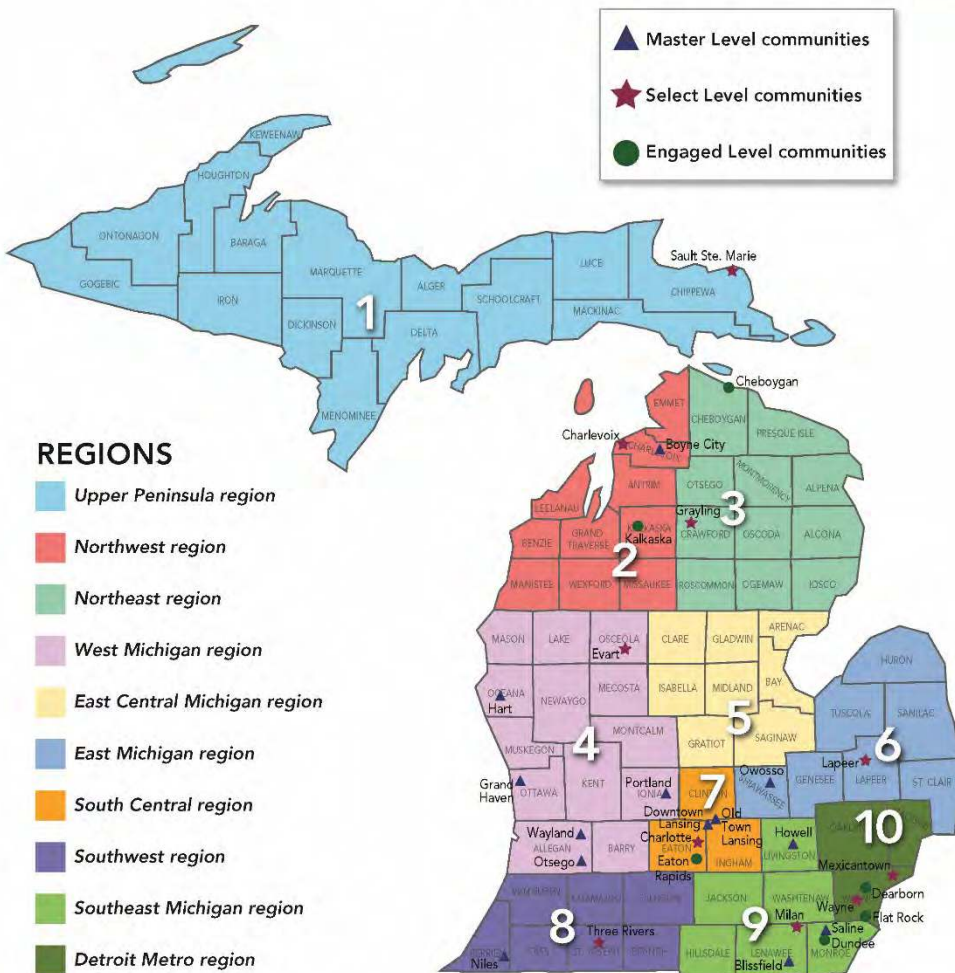 Master Level communities
Select Level communities
Engaged Level communities
KEWEENAW
HOUGHTON
ONTONAGON
BARAGA
GOGEBIC
IRON
MARQUETTE
ALGER
LUCE
SCHOOLCRAFT
CHIPPEWA
MACKINAC
DICKINSON
DELTA
MENOMINEE
1
Sault Ste. Marie
Cheboygan
EMMET
CHEBOYGAN
PRESQUE ISLE
Charlevoix
Boyne City
ANTRIM
OTSEGO
MONTMORENCY
ALPENA
LEELANAU
Grayling
3
KALKASKA
Kalkaska
CRAWFORD
OSCODA
ALCONA
BENZIE
GRAND
TRAVERSE
2
MANISTEE
WEXFORD
MISSAUKEE
ROSCOMMON
OGEMAW
IOSCO
REGIONS
Upper Peninsula region
Northwest region
Northeast region
West Michigan region
East Central Michigan region
East Michigan region
South Central region
Southwest region
Southeast Michigan region
Detroit Metro region
MASON
LAKE
OSCEOLA
Evart
CLARE
GLADWIN
ARENAC
HURON
OCEANA
Hart
NEWAYGO
MECOSTA
ISABELLA
MIDLAND
BAY
5
TUSCOLA
SANILAC
6
MUSKEGON
4
MONTCALM
GRATIOT
SAGINAW
Lapeer
GENESEE
LAPEER
ST CLAIR
Grand
Haven
OTTAWA
KENT
Portland
IONIA
CLINTON
7
Owosso
SHIAWASSEE
Downtown
Lansing
Old
Town
Lansing
Charlotte
EATON
Eaton
Rapids
INGHAM
Howell
LIVINGSTON
10
Wayland
ALLEGAN
Otsego
BARRY
Mexicantown
Dearborn
Wayne
Flat Rock
8
Three Rivers
Niles
JACKSON
WASHTENAW
Milan
9
Saline
Dundee
HILLSDALE
LENAWEE
Blissfield
MONROE